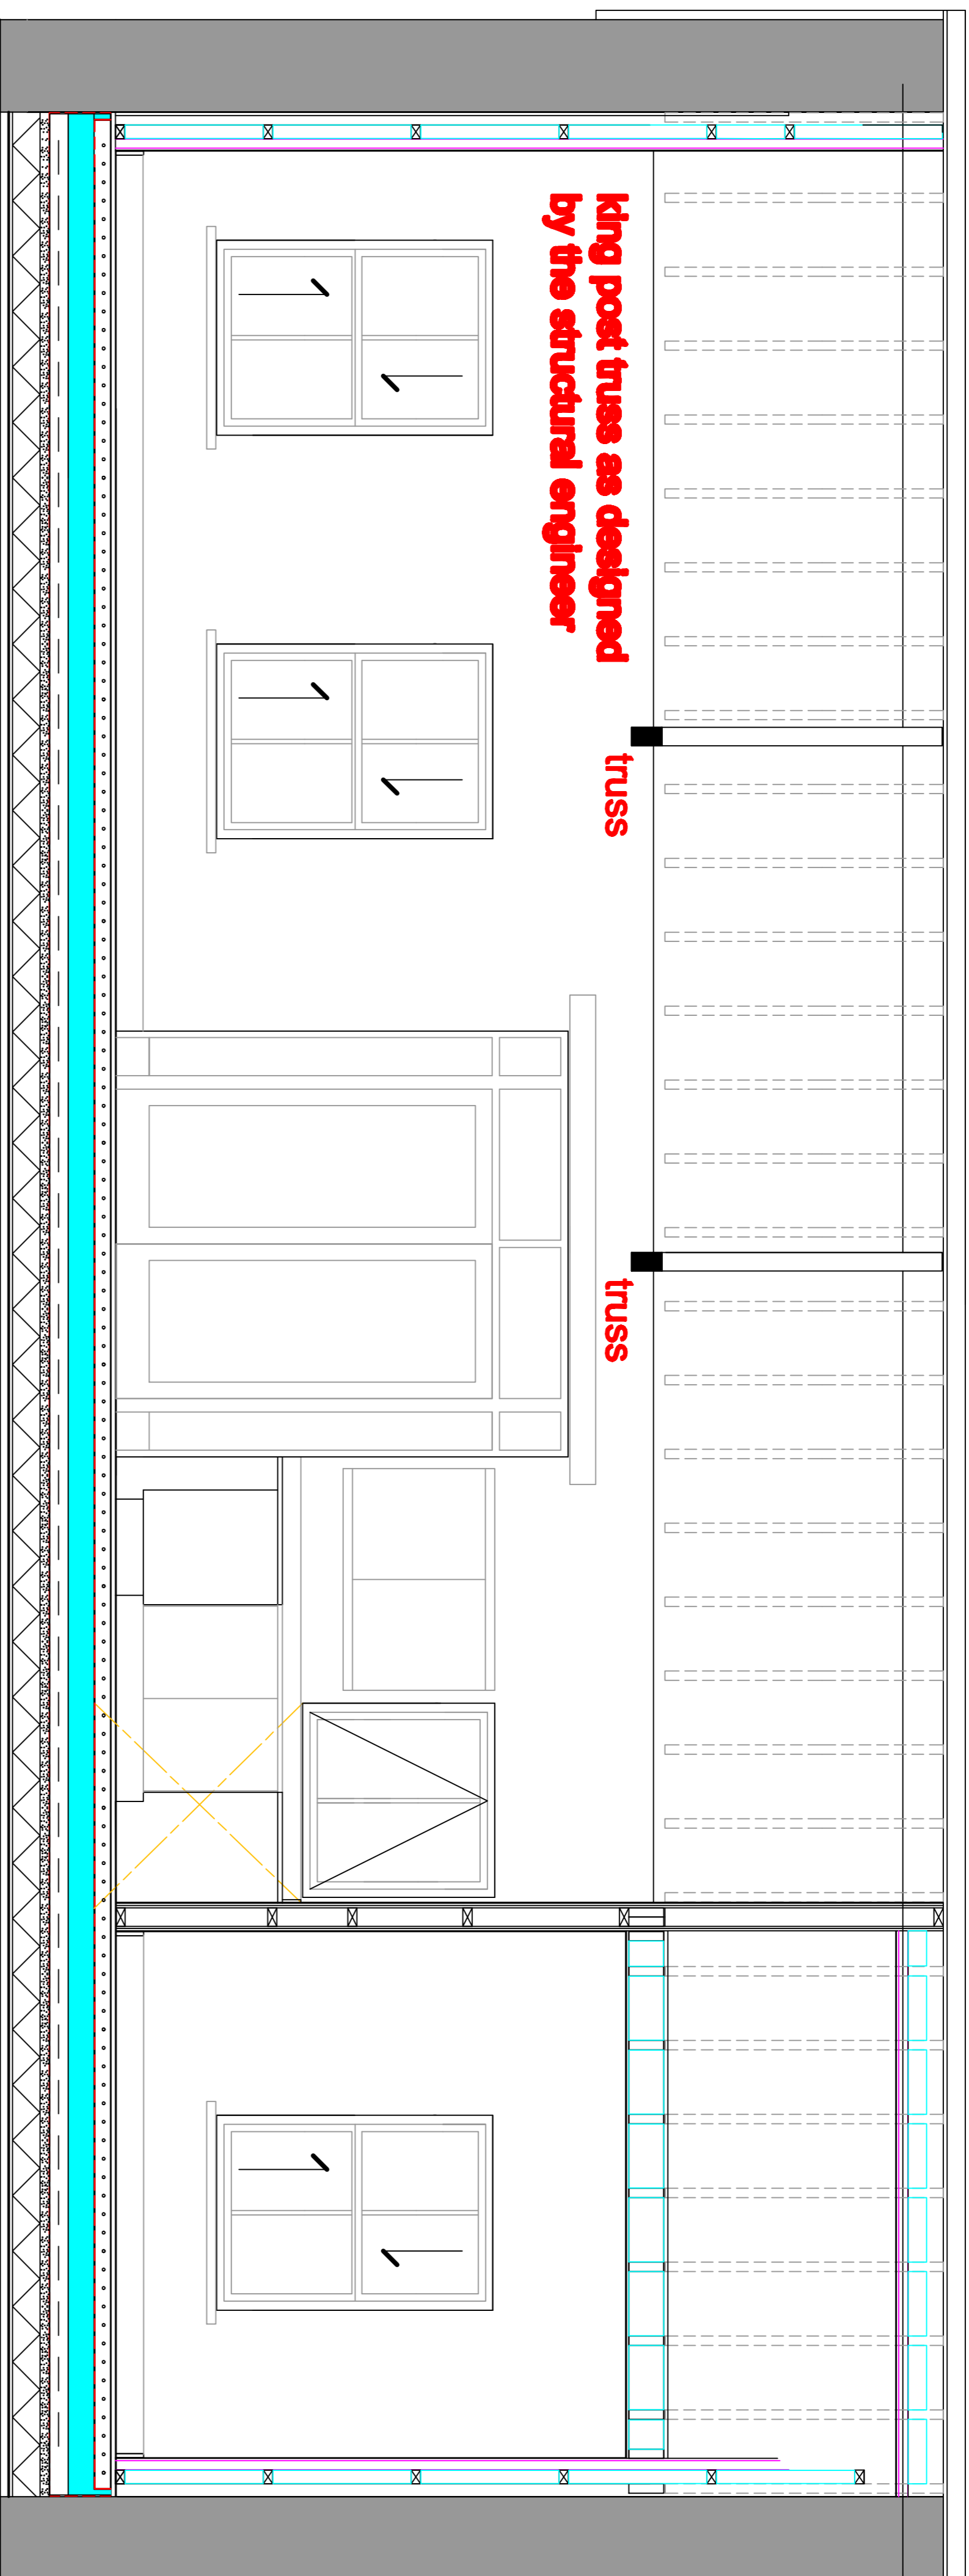 king post truss as designed
by the structural engineer
truss
truss